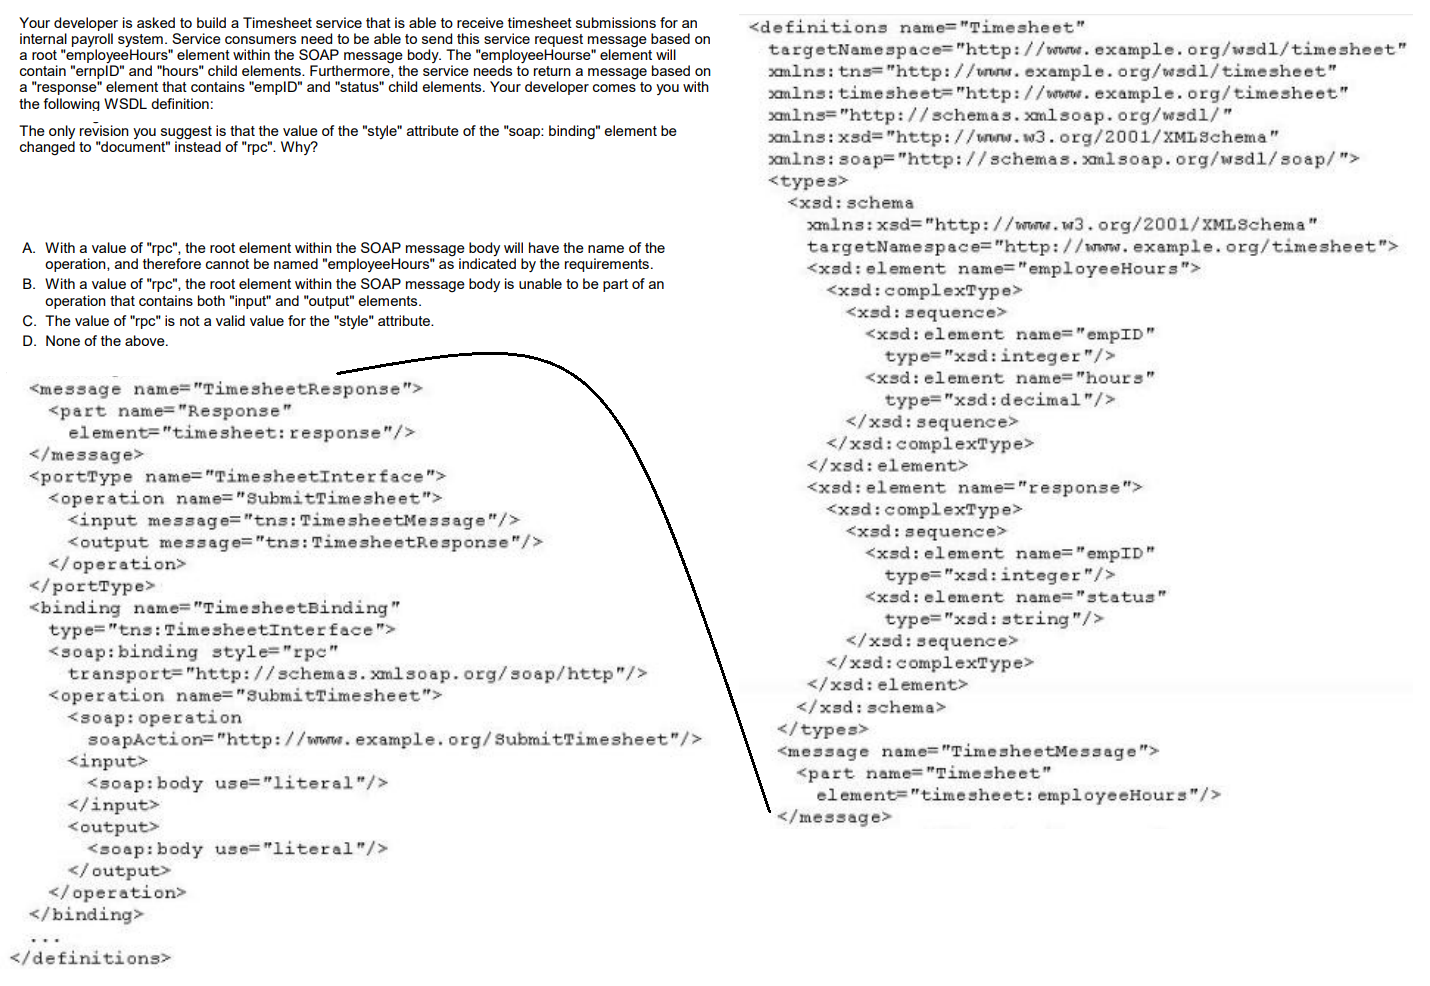 Your developer is asked to build a Timesheet service that is able to receive timesheet submissions for an
internal payroll system. Service consumers need to be able to send this service request message based on
a root "employeeHours" element within the SOAP message body. The "employeeHourse" element will
contain "ernpID" and "hours" child elements. Furthermore, the service needs to return a message based on
a "response" element that contains "empID" and "status" child elements. Your developer comes to you with
the following WSDL definition:
The only revision you suggest is that the value of the "style" attribute of the "soap: binding" element be
changed to "document" instead of "rpc". Why?
A. With a value of "rpc", the root element within the SOAP message body will have the name of the
operation, and therefore cannot be named "employeeHours" as indicated by the requirements.
B. With a value of "rpc", the root element within the SOAP message body is unable to be part of an
operation that contains both "input" and "output" elements.
C. The value of "rpc" is not a valid value for the "style" attribute.
D. None of the above.
<definitions name="Timesheet"
targetNamespace="http://www.example.org/wsdl/timesheet"
xmlns:tns="http://www.example.org/wsdl/timesheet"
xmlns:timesheet="http://www.example.org/timesheet"
xmlns="http://schemas.xmlsoap.org/wsdl/"
xmlns:xsd="http://www.w3.org/2001/XMLSchema"
xmlns:soap="http://schemas.xmlsoap.org/wsdl/soap/">
<types>
<xsd:schema
xmlns:xsd="http://www.w3.org/2001/XMLSchema"
targetNamespace="http://www.example.org/timesheet">
<xsd:element name="employeeHours">
<xsd:complexType>
<xsd:sequence>
<xsd:element name="empID"
type="xsd:integer"/>
<xsd:element name="hours"
type="xsd:decimal"/>
</xsd:sequence>
</xsd:complexType>
</xsd:element>
<xsd:element name="response">
<xsd:complexType>
<xsd:sequence>
<xsd:element name="empID"
type="xsd:integer"/>
<xsd:element name="status"
type="xsd:string"/>
</xsd:sequence>
</xsd:complexType>
</xsd:element>
</xsd:schema>
</types>
<message name="TimesheetMessage">
<part name="Timesheet"
element="timesheet:employeeHours"/>
</message>
<message name="TimesheetResponse">
<part name="Response"
element="timesheet:response"/>
</message>
<portType name="TimesheetInterface">
<operation name="SubmitTimesheet">
<input message="tns:TimesheetMessage"/>
<output message="tns:TimesheetResponse"/>
</operation>
</portType>
<binding name="TimesheetBinding"
type="tns:TimesheetInterface">
<soap:binding style="rpc"
transport="http://schemas.xmlsoap.org/soap/http"/>
<operation name="SubmitTimesheet">
<soap:operation
soapAction="http://www.example.org/SubmitTimesheet"/>
<input>
<soap:body use="literal"/>
</input>
<output>
<soap:body use="literal"/>
</output>
</operation>
</binding>
...
</definitions>